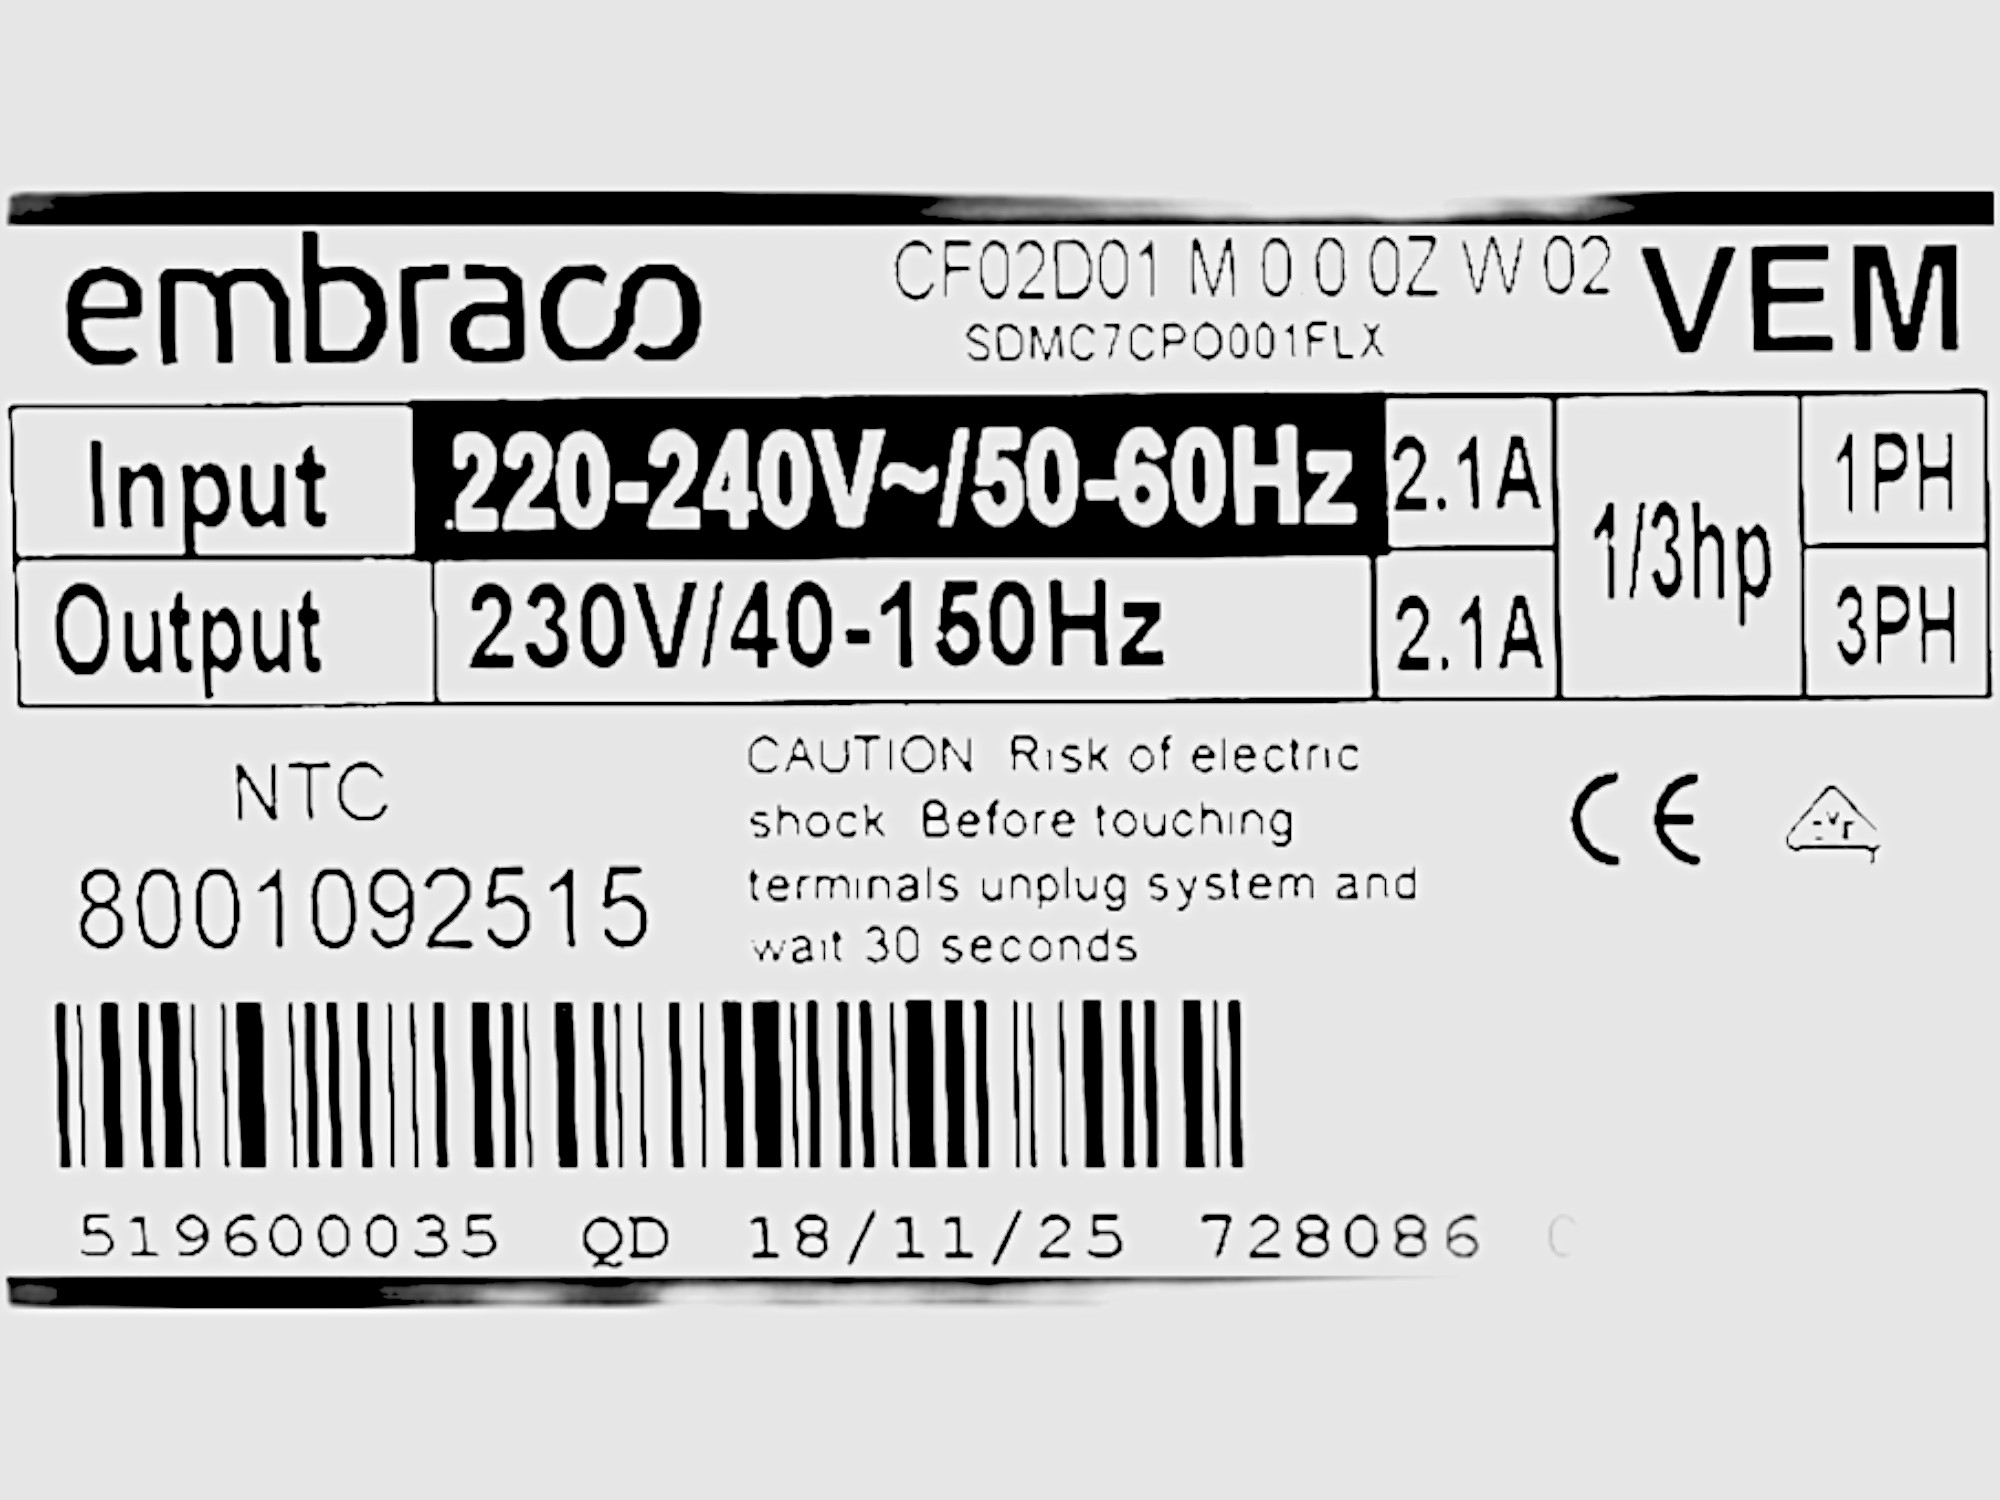 embraco
CF02D01 M 0 0 0Z W 02
VEM
SDMC7CPO001FLX
Input 220-240V~/50-60Hz 2.1A 1/3hp 1PH
Output 230V/40-150Hz 2.1A 3PH
NTC
8001092515
CAUTION Risk of electric
shock Before touching
terminals unplug system and
wait 30 seconds
CE
519600035 QD 18/11/25 728086